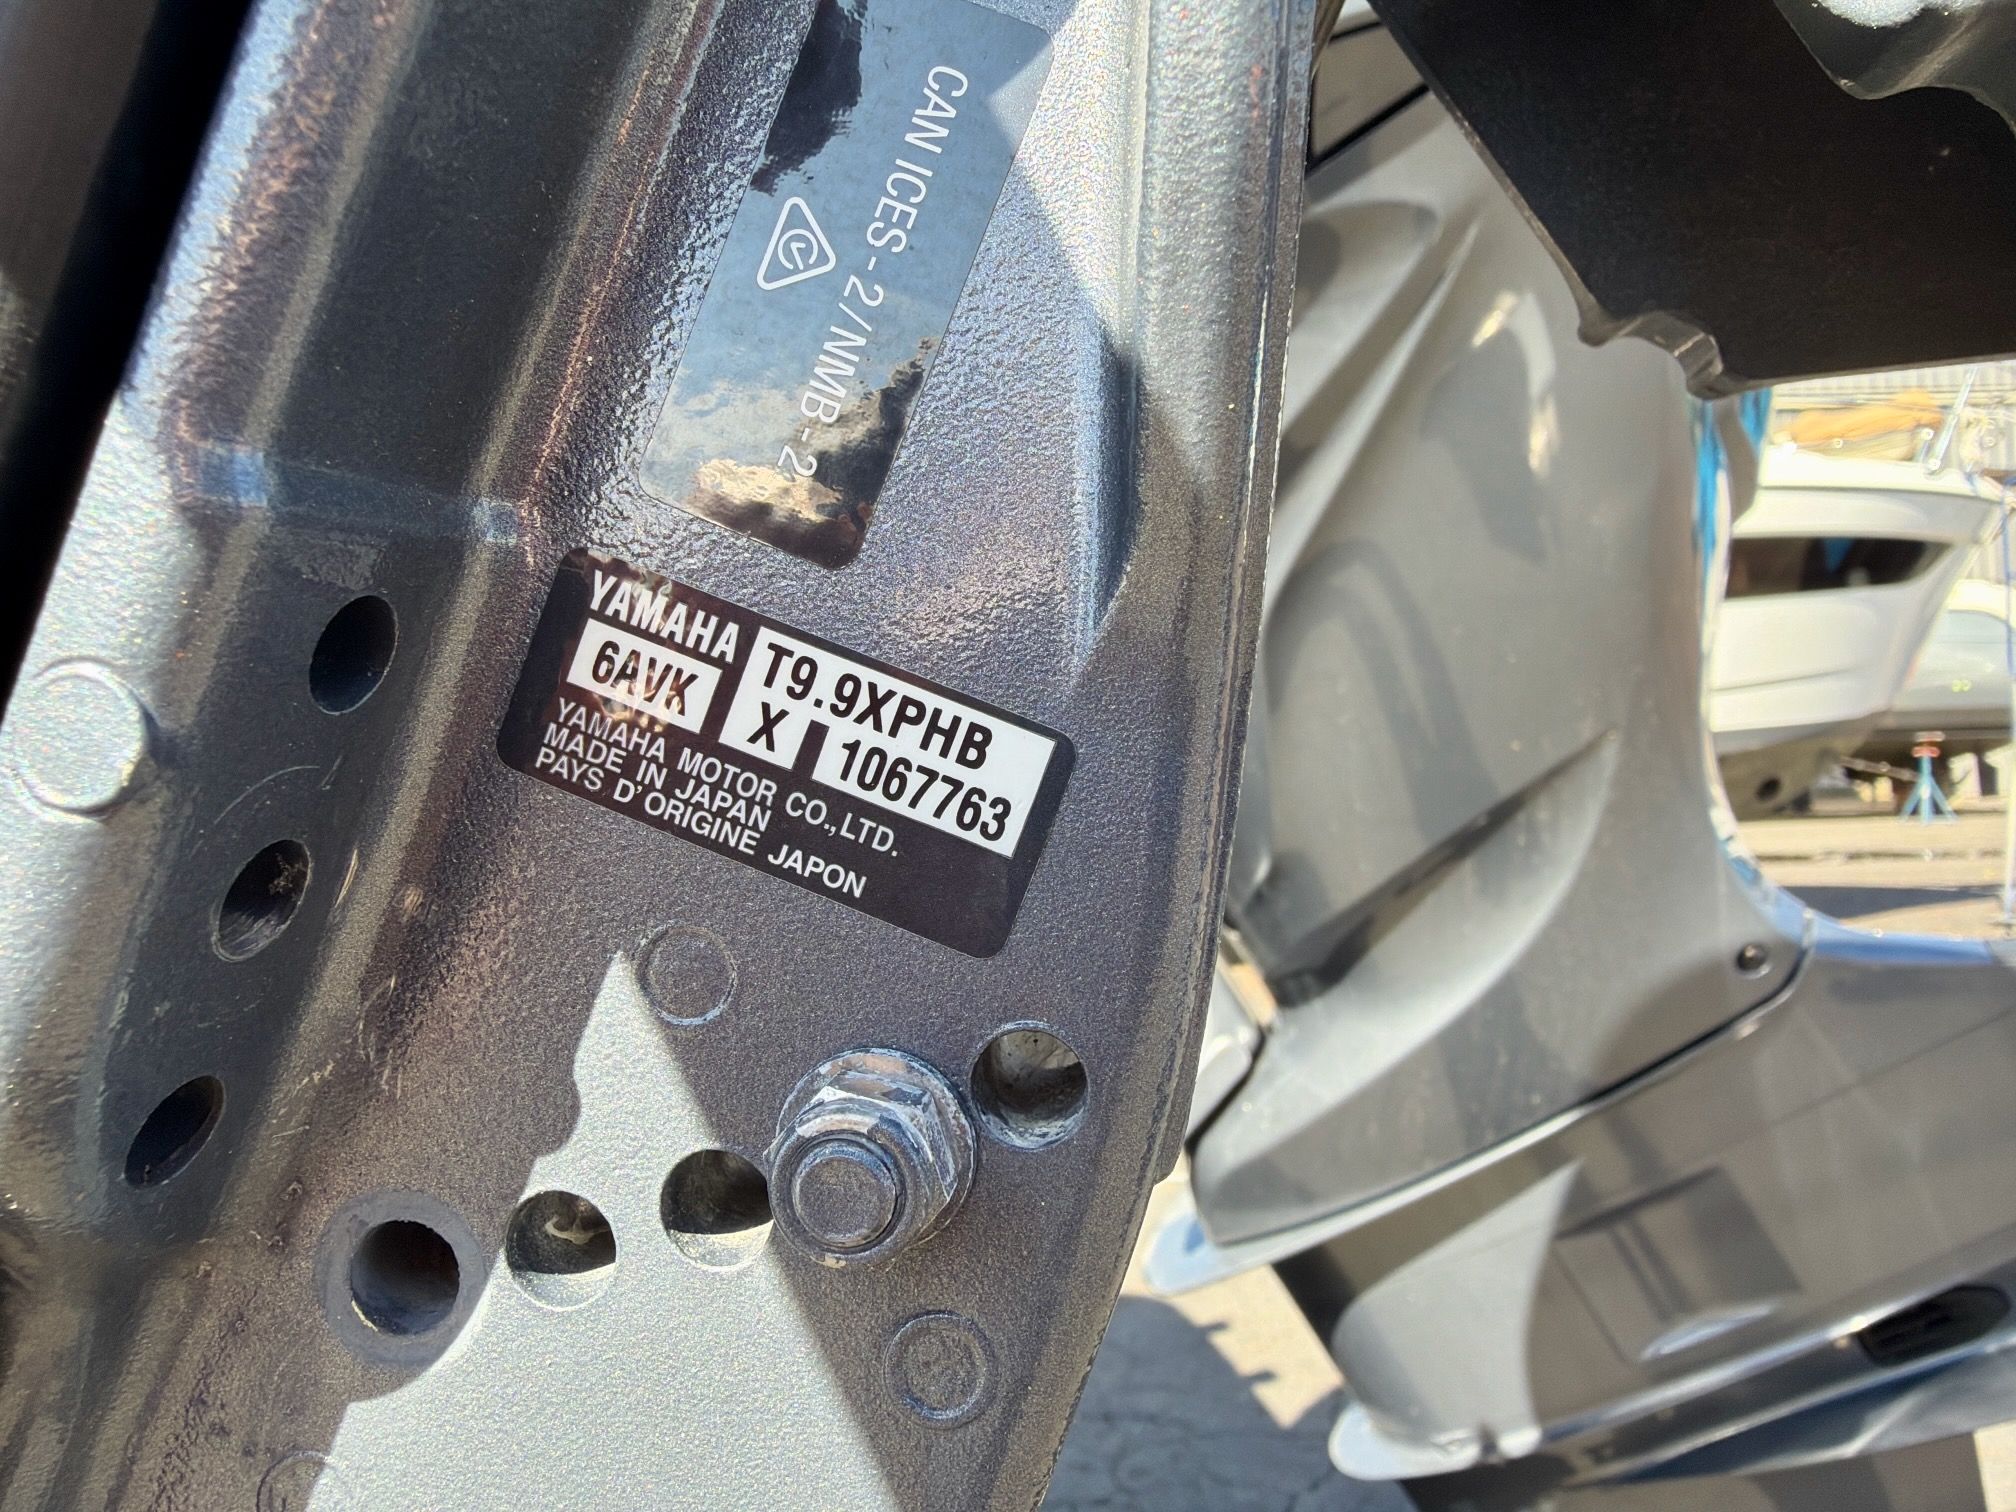 CAN ICES-2/NMB-2
YAMAHA
T9.9XPHB
6AVK
X 1067763
YAMAHA MOTOR CO.,LTD.
MADE IN JAPAN
PAYS D'ORIGINE JAPON